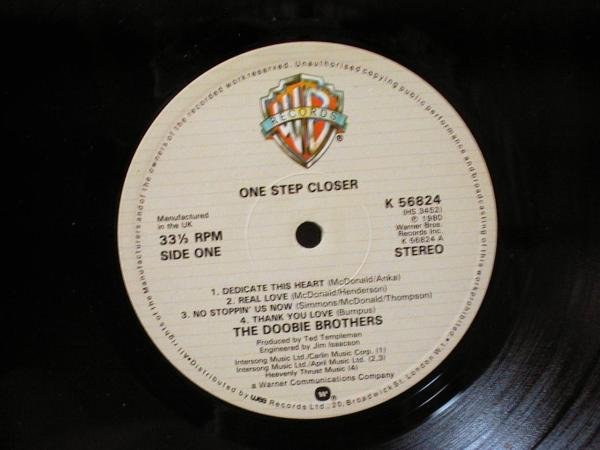 All rights of the Manufacturers and of the owner of the recorded work reserved. Unauthorised copying public performance and broadcasting of this work prohibited.
WB
RECORDS
®
ONE STEP CLOSER
Manufactured
in the UK
33⅓ RPM
SIDE ONE
K 56824
(HS 3452)
℗ 1980
Warner Bros.
Records Inc.
K 56824 A
STEREO
1. DEDICATE THIS HEART (McDonald/Anka)
2. REAL LOVE (McDonald/Henderson)
3. NO STOPPIN' US NOW (Simmons/McDonald/Thompson)
4. THANK YOU LOVE (Bumpus)
THE DOOBIE BROTHERS
Produced by Ted Templeman
Engineered by Jim Isaacson
Intersong Music Ltd./Carlin Music Corp. (1)
Intersong Music Ltd./April Music Ltd. (2,3)
Heavenly Thrust Music (4)
a Warner Communications Company
Distributed by wea Records Ltd., 20, Broadwick St. London W.1.